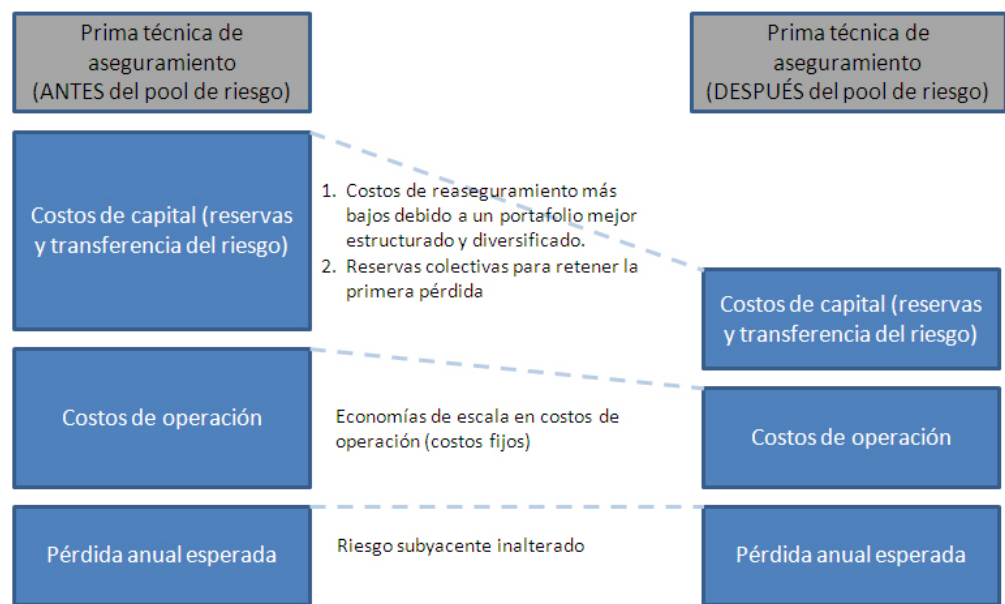 Prima técnica de
aseguramiento
(ANTES del pool de riesgo)
Prima técnica de
aseguramiento
(DESPUÉS del pool de riesgo)
Costos de capital (reservas
y transferencia del riesgo)
1. Costos de reaseguramiento más
bajos debido a un portafolio mejor
estructurado y diversificado.
2. Reservas colectivas para retener la
primera pérdida
Costos de capital (reservas
y transferencia del riesgo)
Costos de operación
Economías de escala en costos de
operación (costos fijos)
Costos de operación
Pérdida anual esperada
Riesgo subyacente inalterado
Pérdida anual esperada